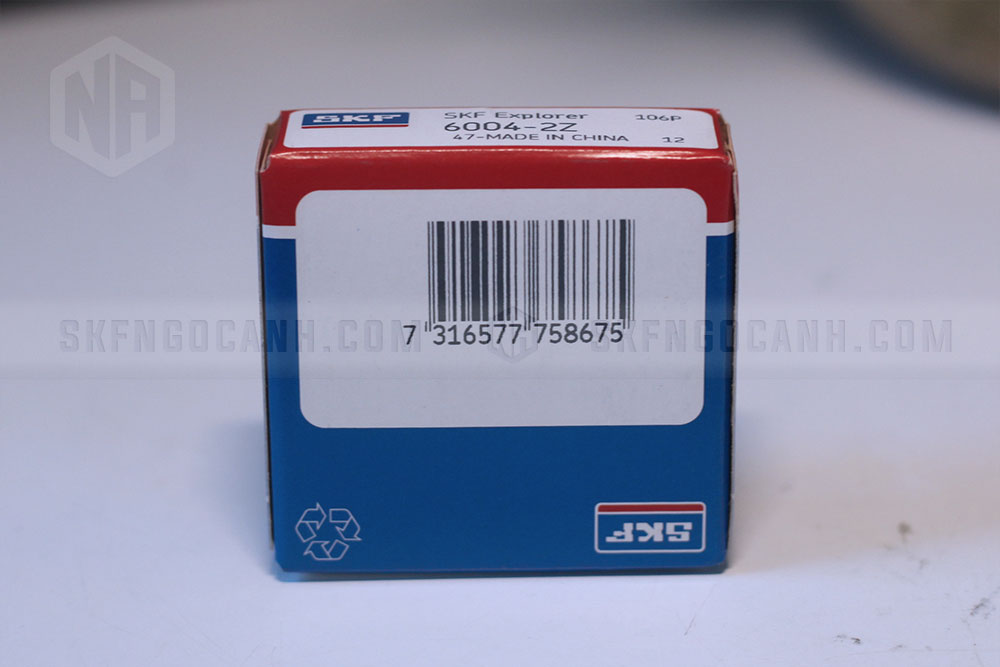 NA
SKF
SKF Explorer
106P
6004-2Z
47-MADE IN CHINA
12
7 316577 758675
SKFNGOCANH.COM
SKFNGOCANH.COM
SKF